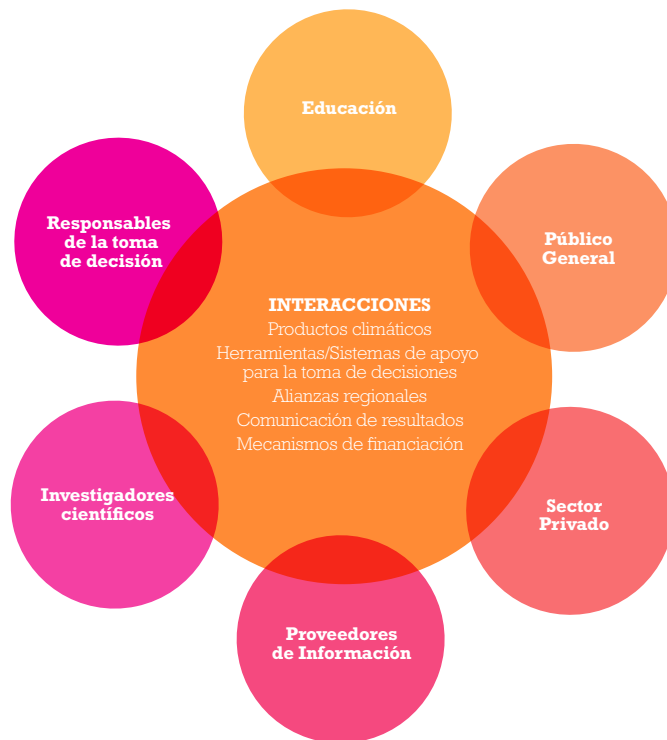 Educación
Responsables
de la toma
de decisión
Público
General
INTERACCIONES
Productos climáticos
Herramientas/Sistemas de apoyo
para la toma de decisiones
Alianzas regionales
Comunicación de resultados
Mecanismos de financiación
Investigadores
científicos
Sector
Privado
Proveedores
de Información